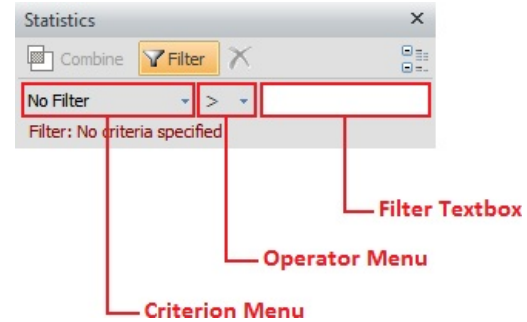 Statistics
Combine Filter
No Filter >
Filter: No criteria specified
Filter Textbox
Operator Menu
Criterion Menu